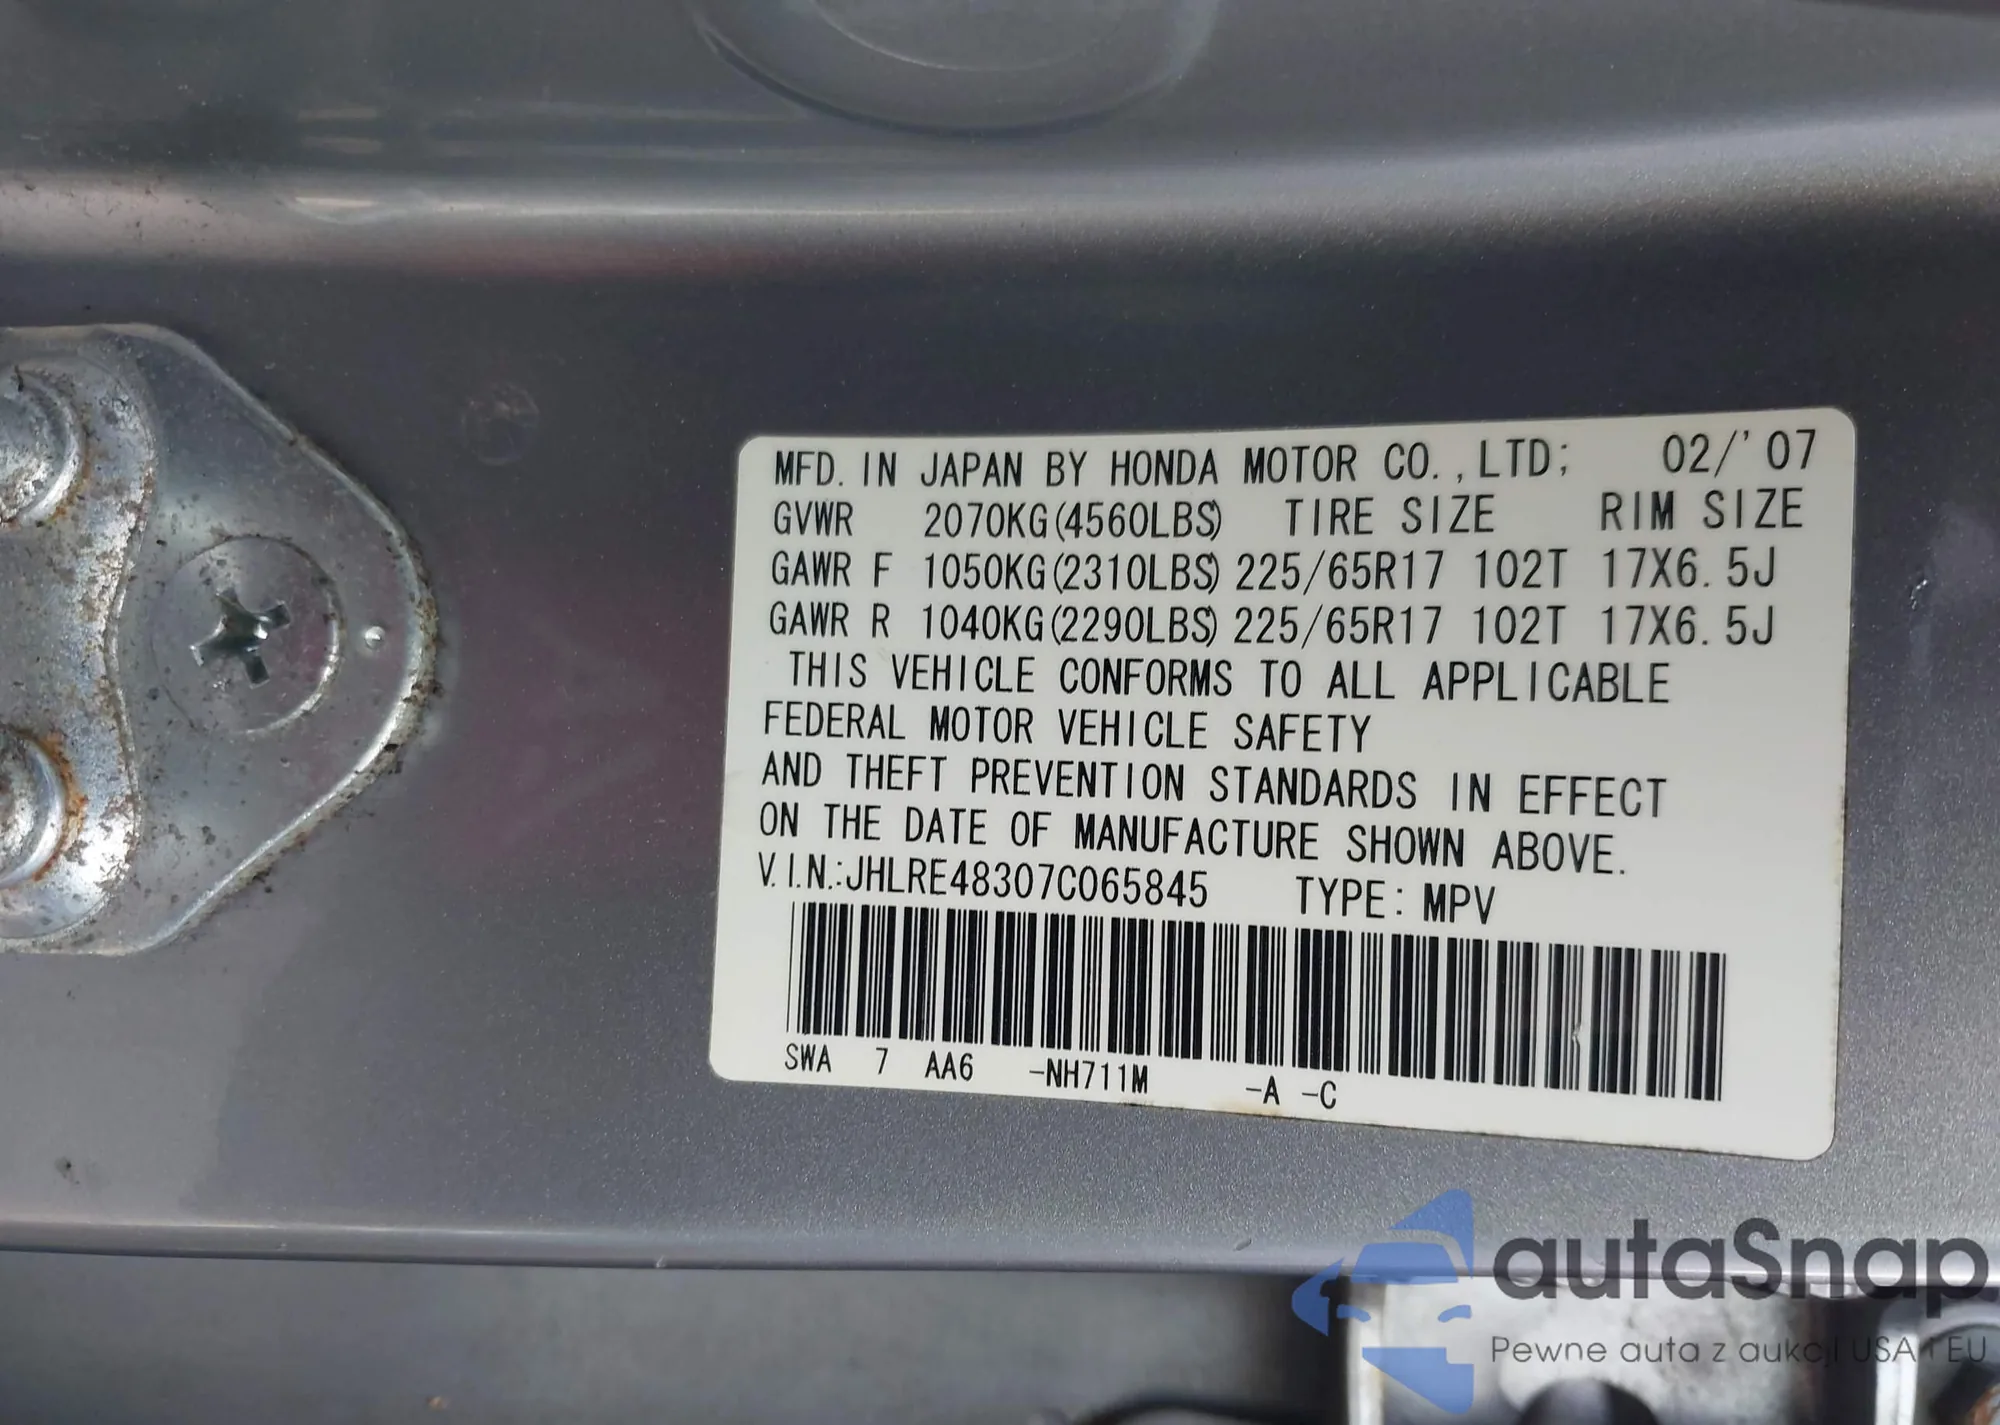 MFD. IN JAPAN BY HONDA MOTOR CO.,LTD; 02/'07
GVWR 2070KG(4560LBS) TIRE SIZE RIM SIZE
GAWR F 1050KG(2310LBS) 225/65R17 102T 17X6.5J
GAWR R 1040KG(2290LBS) 225/65R17 102T 17X6.5J
THIS VEHICLE CONFORMS TO ALL APPLICABLE
FEDERAL MOTOR VEHICLE SAFETY
AND THEFT PREVENTION STANDARDS IN EFFECT
ON THE DATE OF MANUFACTURE SHOWN ABOVE.
V.I.N.:JHLRE48307C065845 TYPE: MPV
SWA 7 AA6 -NH711M -A -C
autaSnap.
Pewne auta z aukcji USA i EU